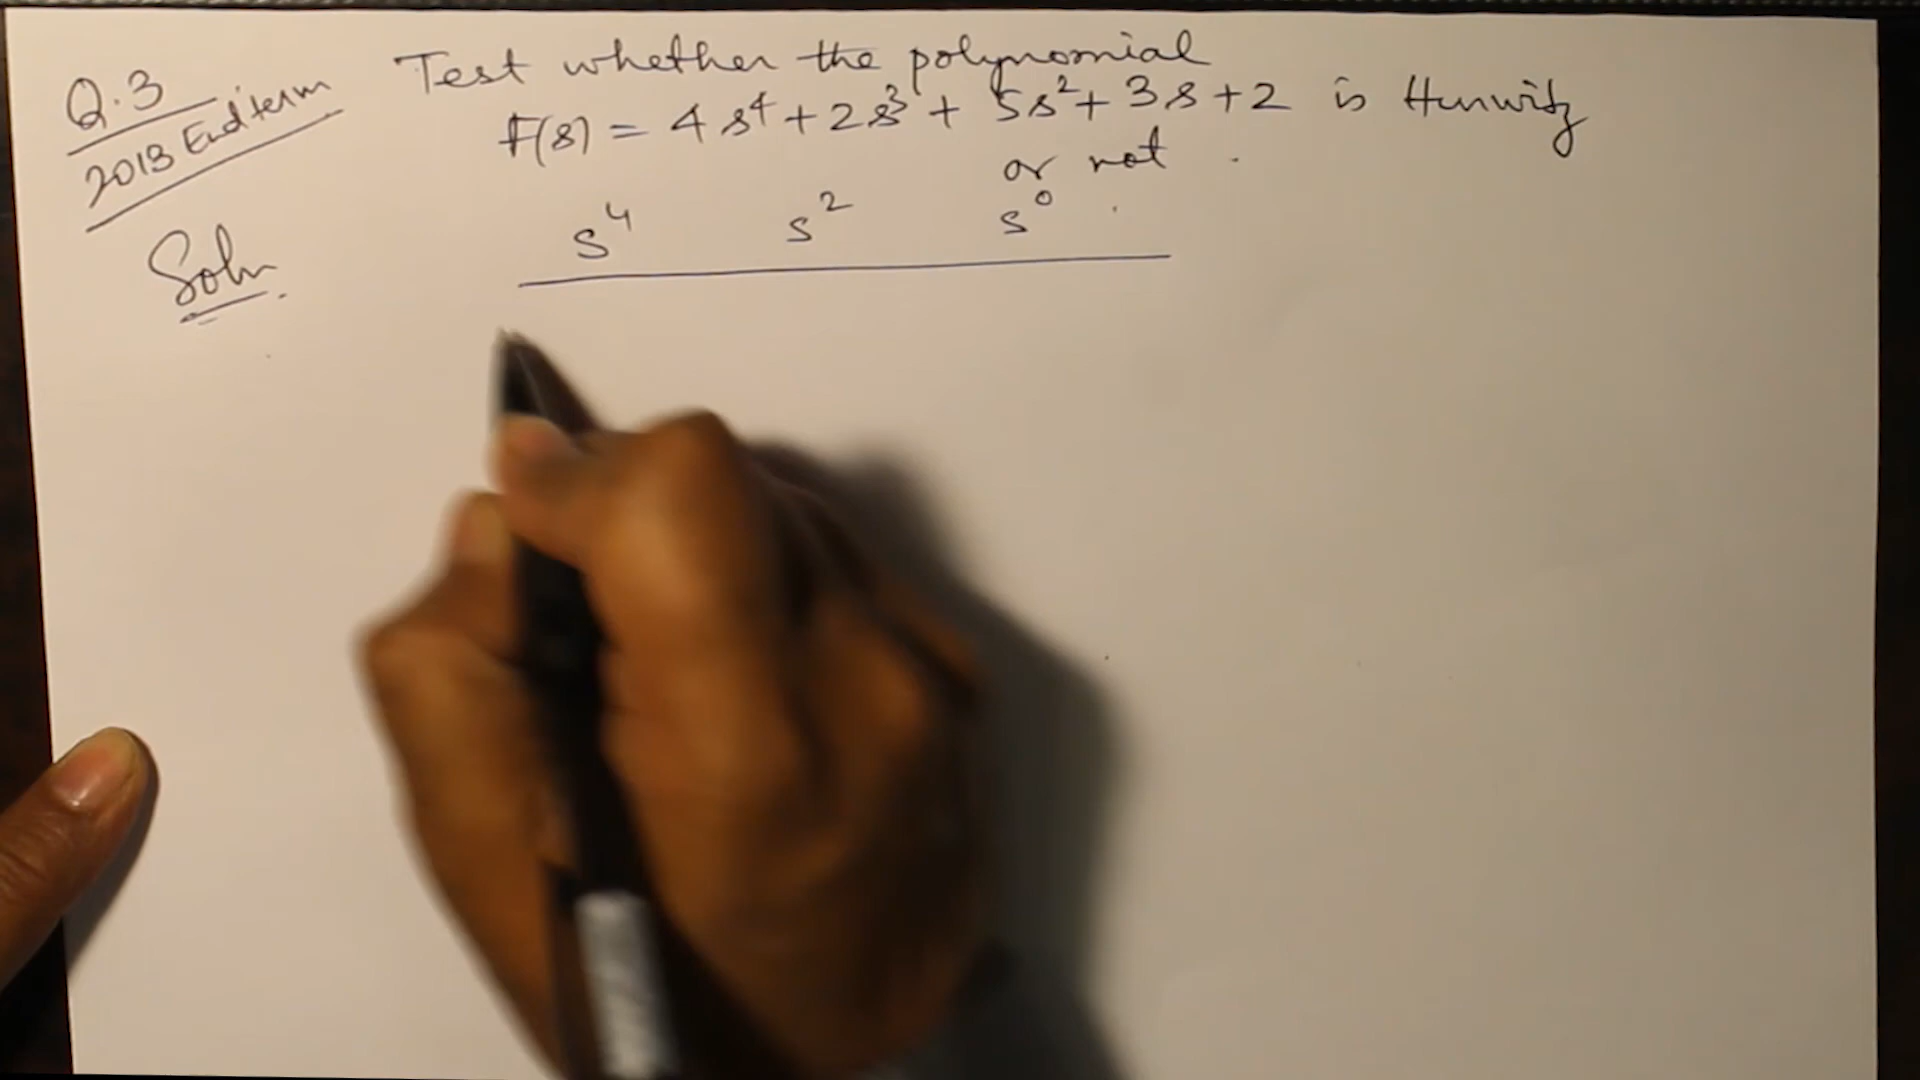 Q.3
2013 End term
Test whether the polynomial
F(s) = 4s⁴ + 2s³ + 5s² + 3s + 2 is Hurwitz
or not.
Soln
s⁴ s² s⁰